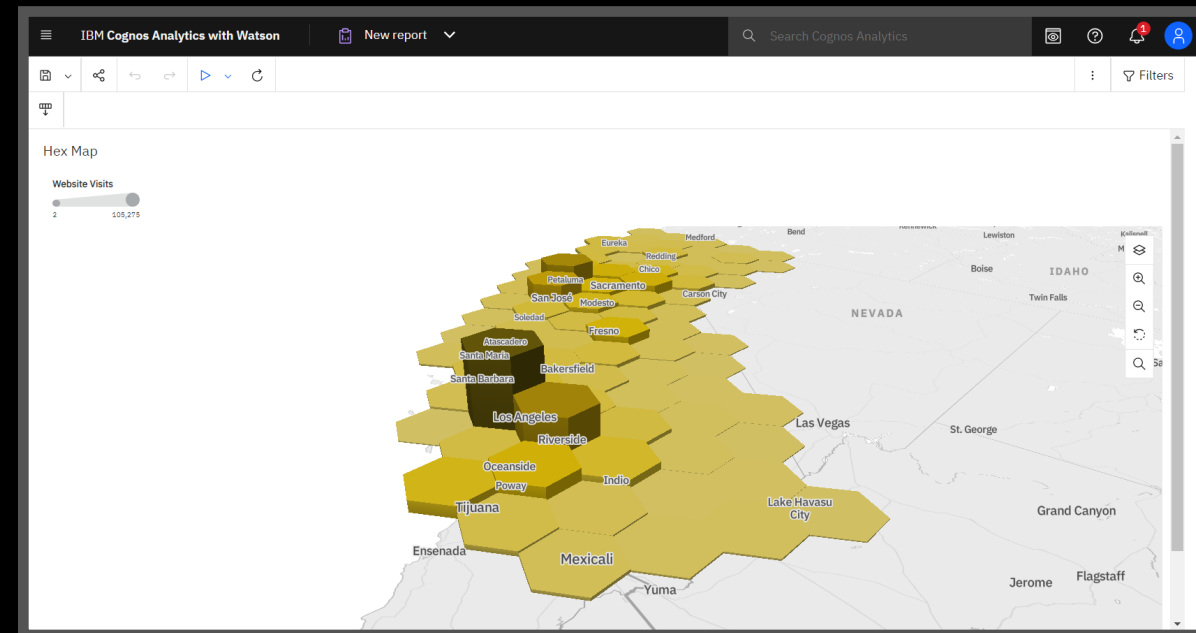 IBM Cognos Analytics with Watson
New report
Search Cognos Analytics
1
Filters
Hex Map
Website Visits
2
105,275
Eureka
Medford
Bend
Lewiston
Kalispell
Redding
Chico
Boise
IDAHO
Petaluma
Sacramento
San José
Modesto
Carson City
Twin Falls
Soledad
NEVADA
Fresno
Atascadero
Santa Maria
Bakersfield
Santa Barbara
Los Angeles
Las Vegas
St. George
Riverside
Oceanside
Poway
Indio
Tijuana
Lake Havasu
City
Grand Canyon
Ensenada
Mexicali
Yuma
Jerome
Flagstaff